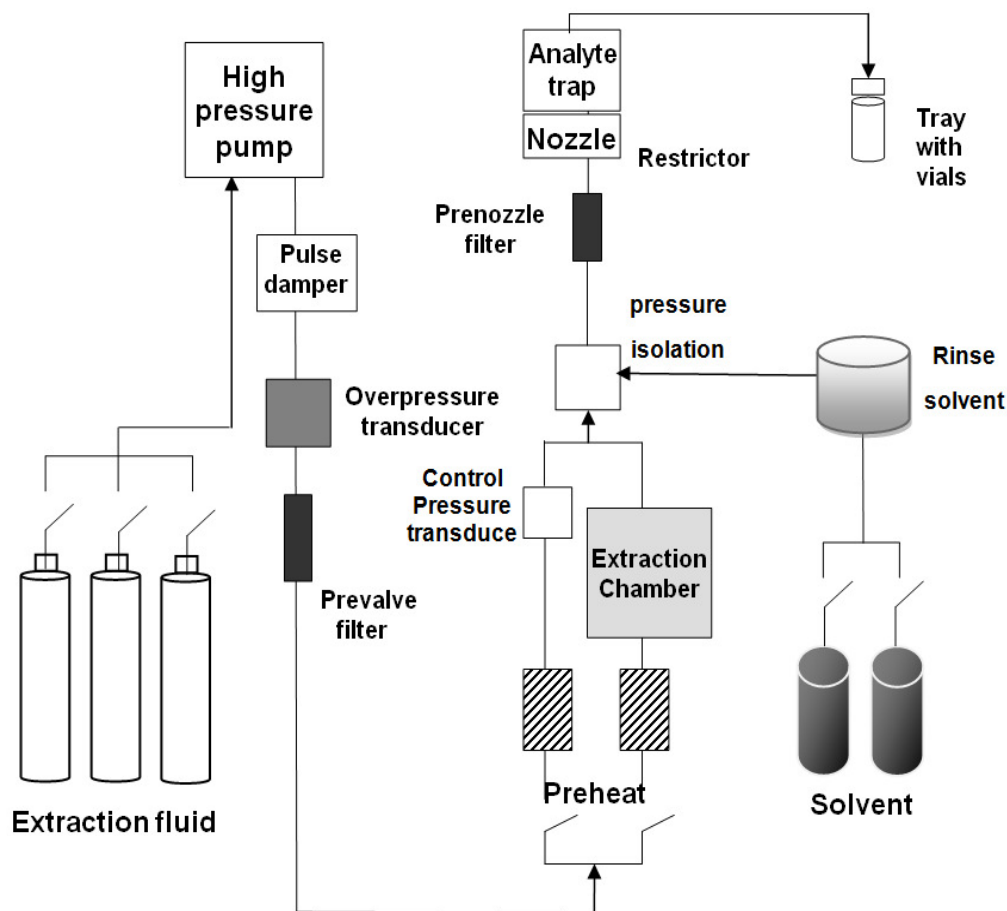 High
pressure
pump
Analyte
trap
Nozzle
Restrictor
Tray
with
vials
Prenozzle
filter
Pulse
damper
pressure
isolation
Rinse
solvent
Overpressure
transducer
Control
Pressure
transduce
Extraction
Chamber
Prevalve
filter
Preheat
Solvent
Extraction fluid